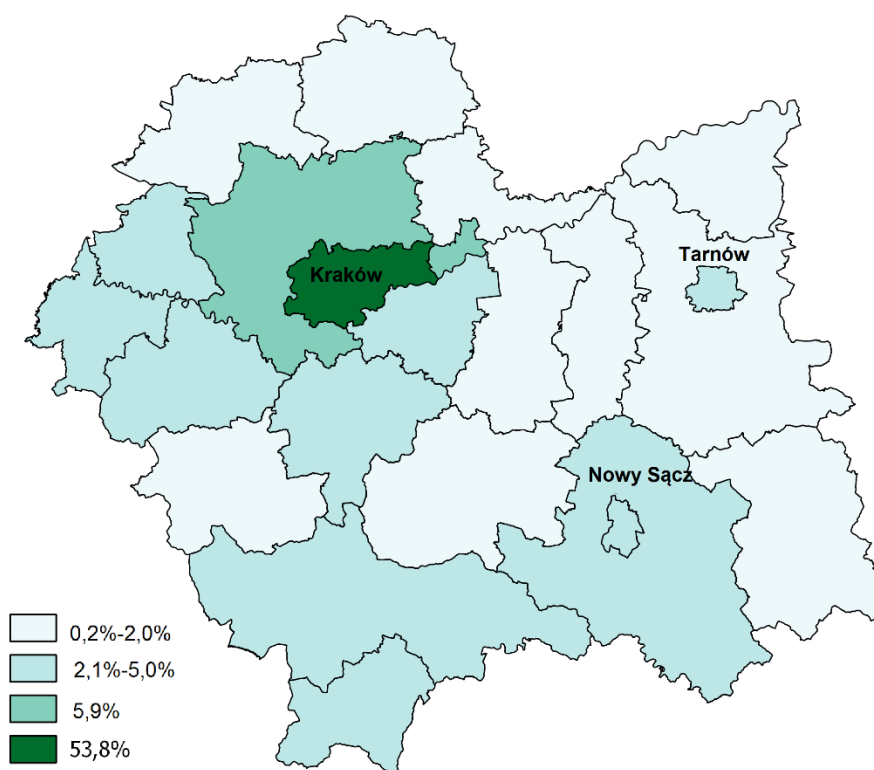 Tarnów
Kraków
Nowy Sącz
0,2%-2,0%
2,1%-5,0%
5,9%
53,8%